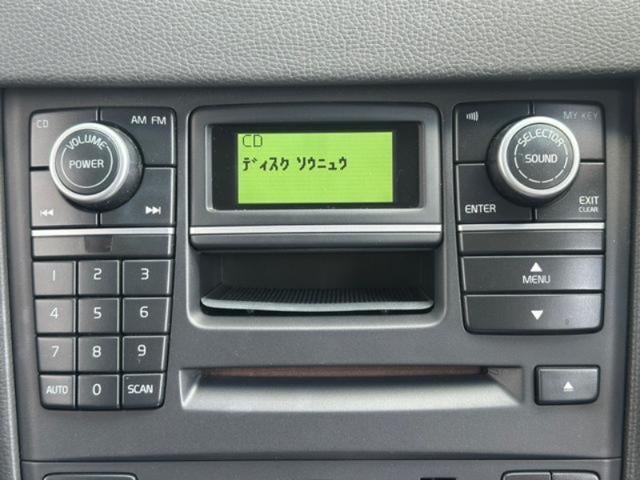 CD
AM FM
VOLUME
POWER
CD
ディスク ソウニュウ
MY KEY
SELECTOR
SOUND
ENTER
EXIT
CLEAR
MENU
1 2 3
4 5 6
7 8 9
AUTO 0 SCAN